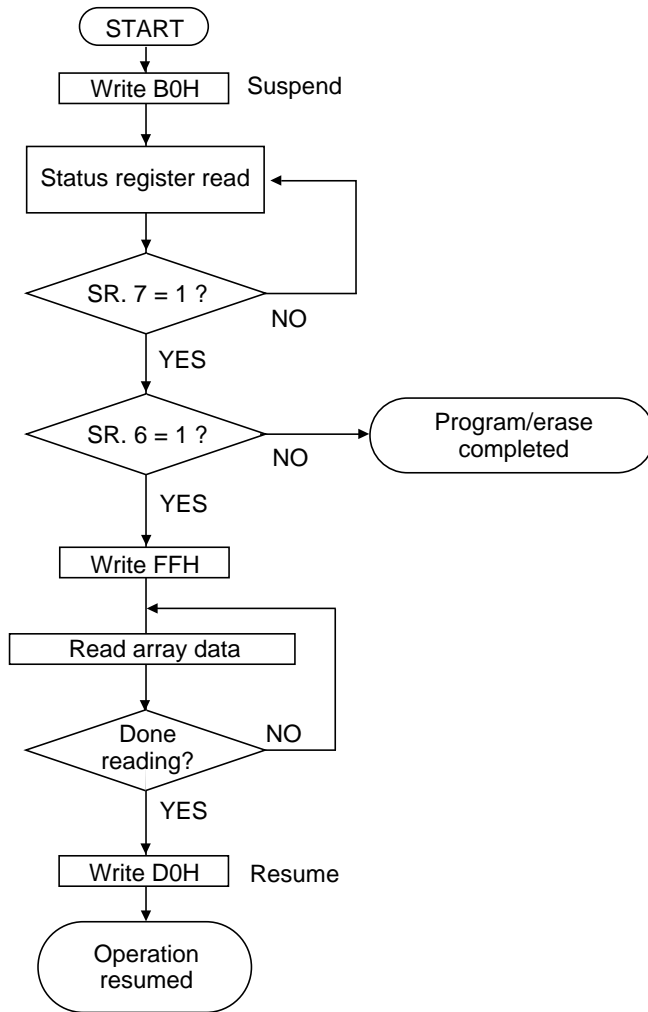 START
Write B0H
Suspend
Status register read
SR. 7 = 1 ?
NO
YES
SR. 6 = 1 ?
NO
Program/erase
completed
YES
Write FFH
Read array data
Done
reading?
NO
YES
Write D0H
Resume
Operation
resumed